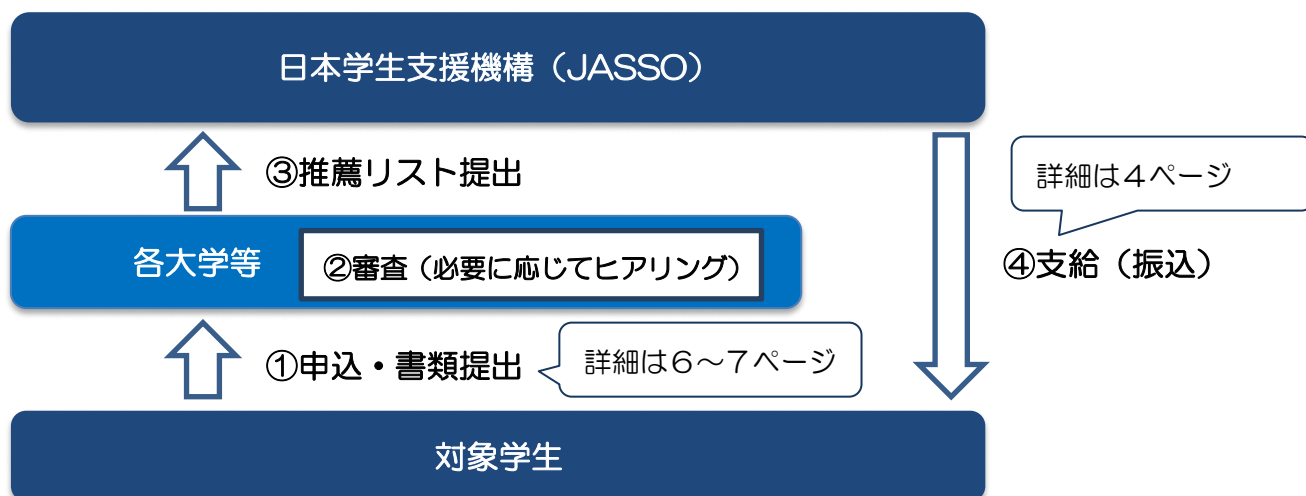 日本学生支援機構（JASSO）
③推薦リスト提出
詳細は４ページ
各大学等
②審査（必要に応じてヒアリング）
④支給（振込）
①申込・書類提出
詳細は６～７ページ
対象学生